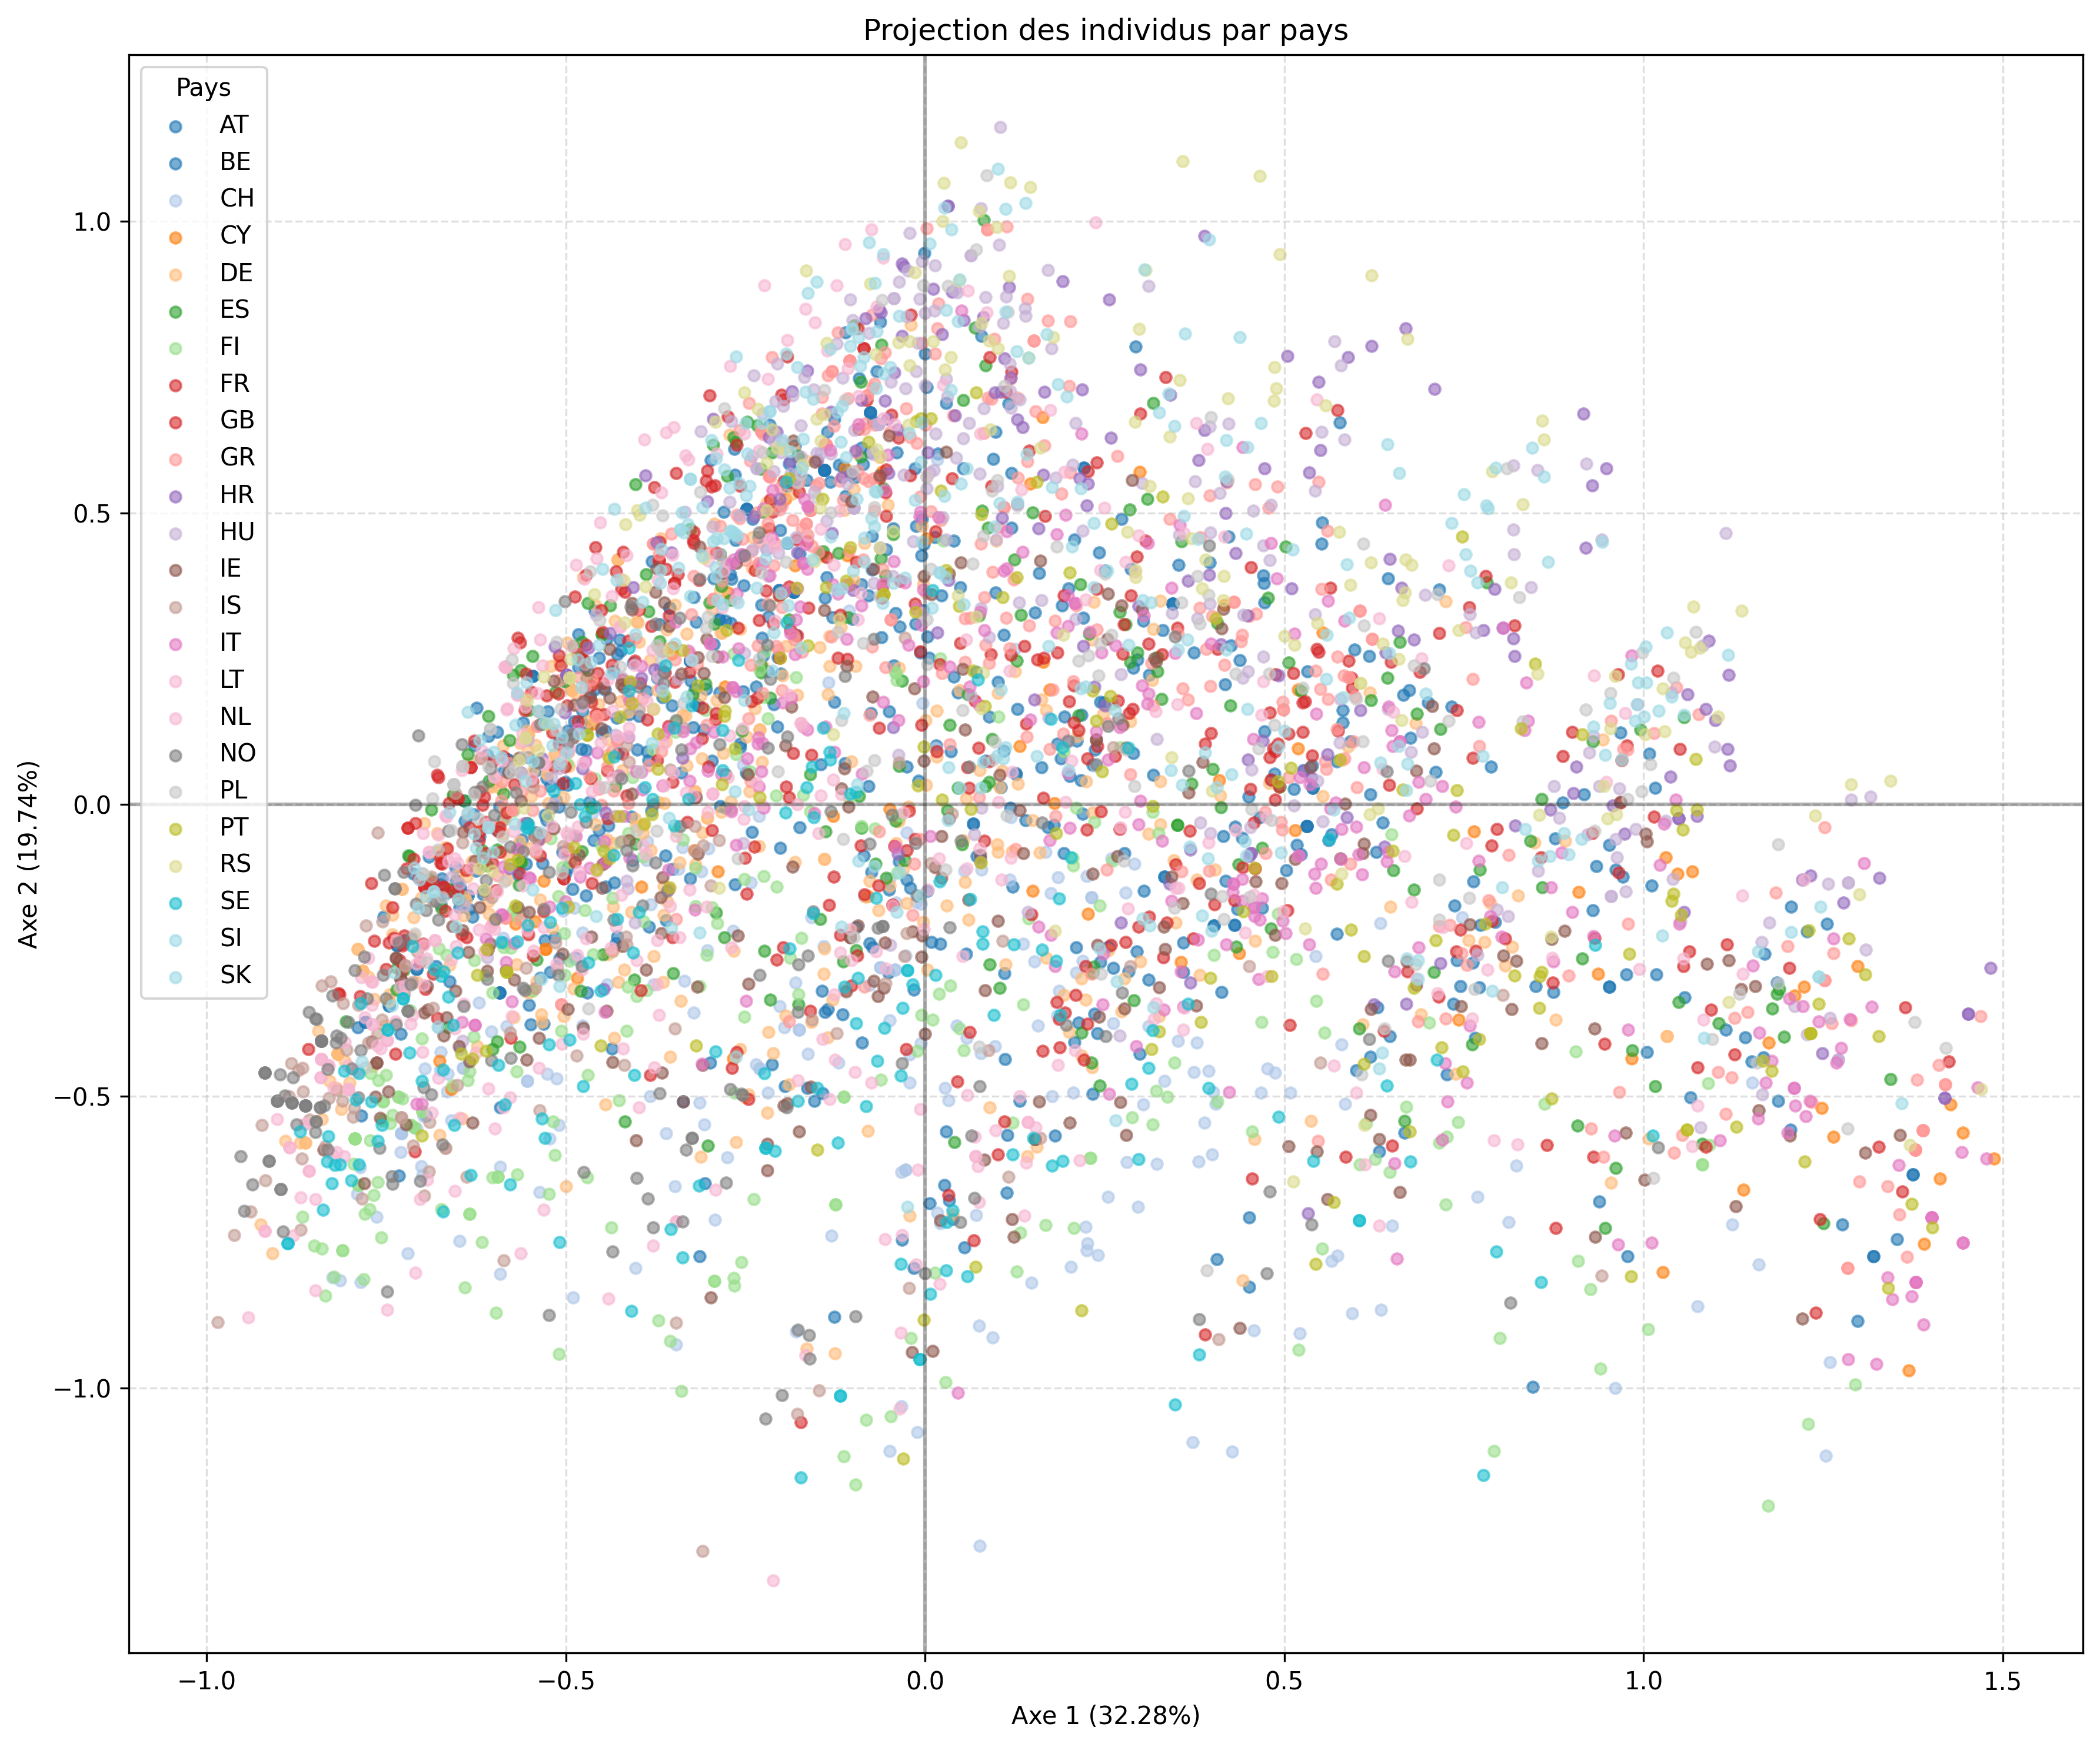 Projection des individus par pays
Pays
AT
BE
CH
CY
DE
ES
FI
FR
GB
GR
HR
HU
IE
IS
IT
LT
NL
NO
PL
PT
RS
SE
SI
SK
1.0
0.5
0.0
−0.5
−1.0
Axe 2 (19.74%)
−1.0
−0.5
0.0
0.5
1.0
1.5
Axe 1 (32.28%)